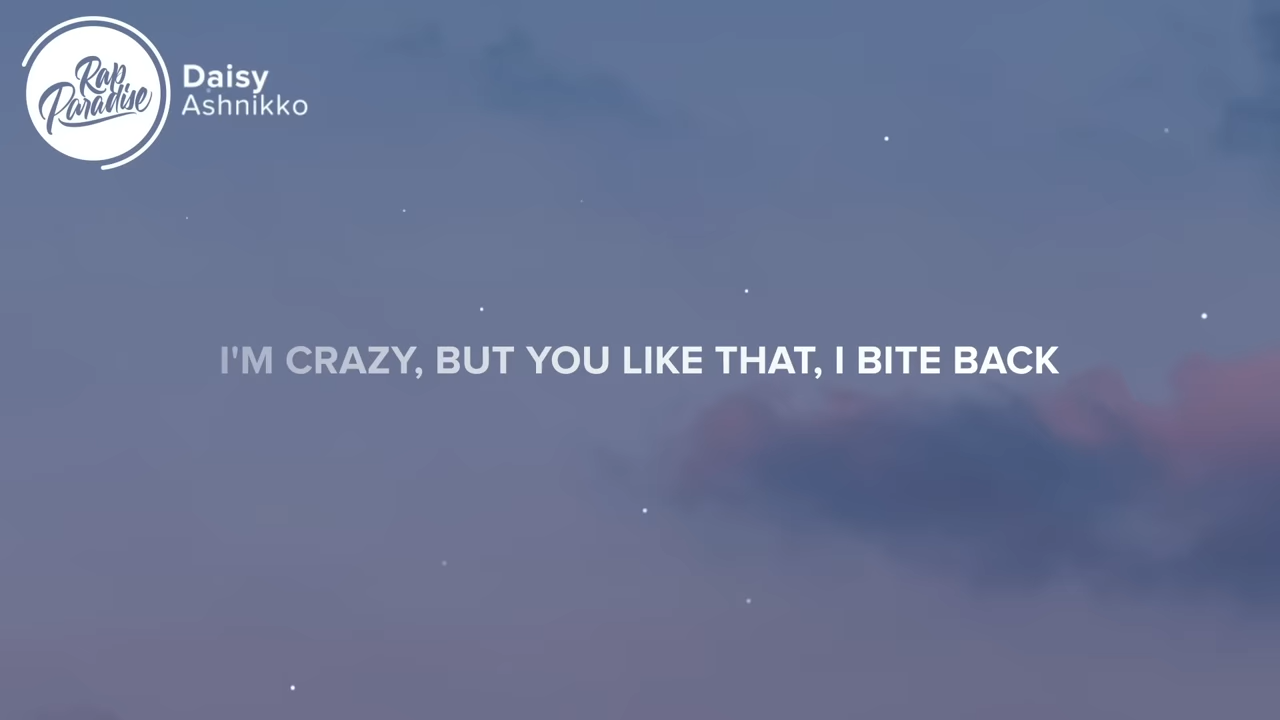 Rap
Paradise
Daisy
Ashnikko
I'M CRAZY, BUT YOU LIKE THAT, I BITE BACK